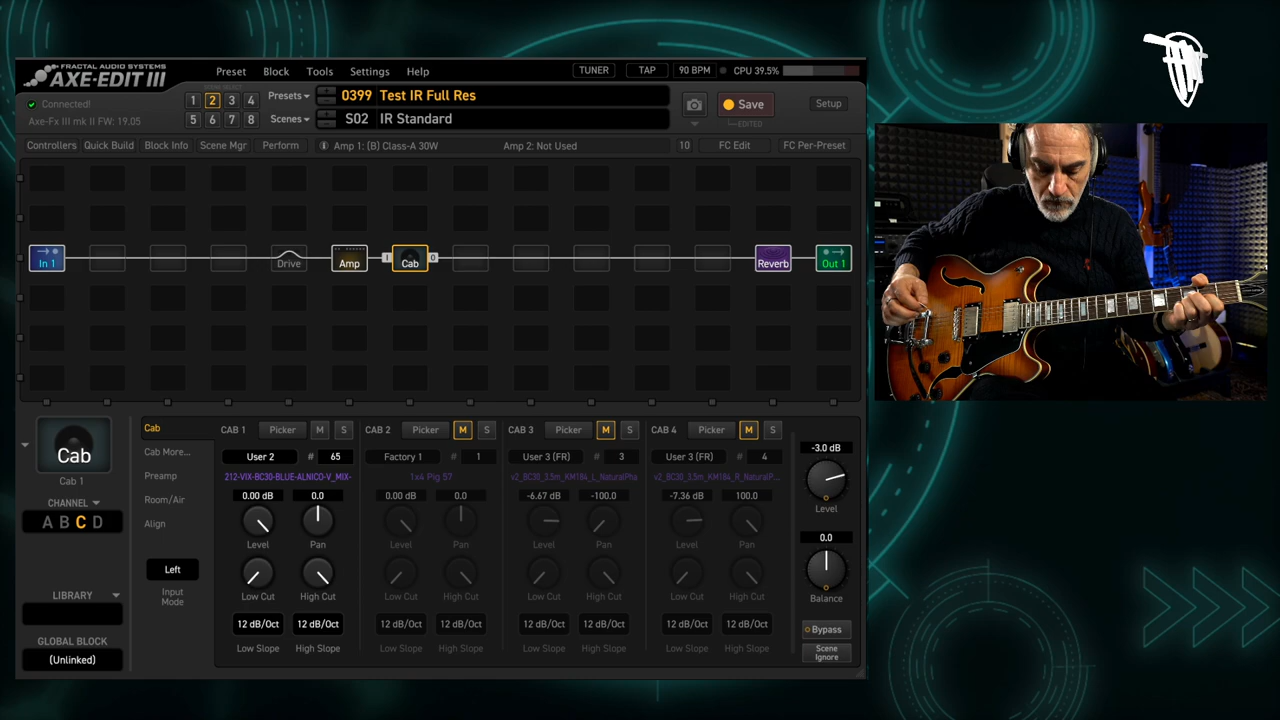 FRACTAL AUDIO SYSTEMS
AXE-EDIT III
Preset Block Tools Settings Help
TUNER TAP 90 BPM CPU 39.5%
Connected!
Axe-Fx III mk II FW: 19.05
SCENE SELECT
1 2 3 4
5 6 7 8
Presets 0399 Test IR Full Res
Scenes S02 IR Standard
Save
EDITED
Setup
Controllers Quick Build Block Info Scene Mgr Perform Amp 1: (B) Class-A 30W Amp 2: Not Used 10 FC Edit FC Per-Preset
In 1 Drive Amp I Cab O Reverb Out 1
Cab
Cab 1
CHANNEL
A B C D
LIBRARY
GLOBAL BLOCK
(Unlinked)
Cab
Cab More...
Preamp
Room/Air
Align
Left
Input
Mode
CAB 1 Picker M S CAB 2 Picker M S CAB 3 Picker M S CAB 4 Picker M S
User 2 # 65 Factory 1 # 1 User 3 (FR) # 3 User 3 (FR) # 4
212-VIX-BC30-BLUE-ALNICO-V_MIX- 1x4 Pig 57 v2_BC30_3.5m_KM184_L_NaturalPha v2_BC30_3.5m_KM184_R_NaturalP...
0.00 dB 0.0 0.00 dB 0.0 -6.67 dB -100.0 -7.36 dB 100.0
Level Pan Level Pan Level Pan Level Pan
Low Cut High Cut Low Cut High Cut Low Cut High Cut Low Cut High Cut
12 dB/Oct 12 dB/Oct 12 dB/Oct 12 dB/Oct 12 dB/Oct 12 dB/Oct 12 dB/Oct 12 dB/Oct
Low Slope High Slope Low Slope High Slope Low Slope High Slope Low Slope High Slope
-3.0 dB
Level
0.0
Balance
Bypass
Scene
Ignore